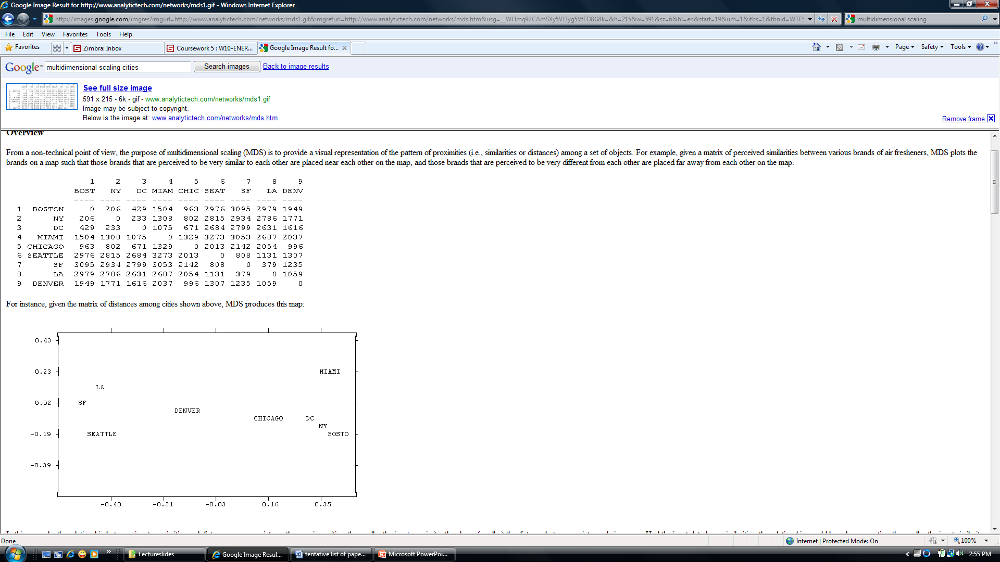 Google Image Result for http://www.analytictech.com/networks/mds1.gif - Windows Internet Explorer
http://images.google.com/imgres?imgurl=http://www.analytictech.com/networks/mds1.gif&imgrefurl=http://www.analytictech.com/networks/mds.htm&usg=__WHmq92CAmSXy5VJ3yg5VtFO8G8k=&h=215&w=591&sz=6&hl=en&start=19&um=1&itbs=1&tbnid=WTF5 multidimensional scaling
File Edit View Favorites Tools Help
Favorites Zimbra: Inbox Coursework 5 : W10-ENER... Google Image Result fo... Page Safety Tools
Google™ multidimensional scaling cities Search images Back to image results
See full size image
591 x 215 - 6k - gif - www.analytictech.com/networks/mds1.gif
Image may be subject to copyright.
Below is the image at: www.analytictech.com/networks/mds.htm Remove frame
Overview
From a non-technical point of view, the purpose of multidimensional scaling (MDS) is to provide a visual representation of the pattern of proximities (i.e., similarities or distances) among a set of objects. For example, given a matrix of perceived similarities between various brands of air fresheners, MDS plots the
brands on a map such that those brands that are perceived to be very similar to each other are placed near each other on the map, and those brands that are perceived to be very different from each other are placed far away from each other on the map.
1 2 3 4 5 6 7 8 9
BOST NY DC MIAM CHIC SEAT SF LA DENV
---- ---- ---- ---- ---- ---- ---- ---- ----
1 BOSTON 0 206 429 1504 963 2976 3095 2979 1949
2 NY 206 0 233 1308 802 2815 2934 2786 1771
3 DC 429 233 0 1075 671 2684 2799 2631 1616
4 MIAMI 1504 1308 1075 0 1329 3273 3053 2687 2037
5 CHICAGO 963 802 671 1329 0 2013 2142 2054 996
6 SEATTLE 2976 2815 2684 3273 2013 0 808 1131 1307
7 SF 3095 2934 2799 3053 2142 808 0 379 1235
8 LA 2979 2786 2631 2687 2054 1131 379 0 1059
9 DENVER 1949 1771 1616 2037 996 1307 1235 1059 0
For instance, given the matrix of distances among cities shown above, MDS produces this map:
0.43
0.23 MIAMI
LA
0.02 SF
DENVER
CHICAGO DC
NY
-0.19 SEATTLE BOSTO
-0.39
-0.40 -0.21 -0.03 0.16 0.35
Done Internet | Protected Mode: On 100%
Lectureslides Google Image Resul... tentative list of pape... Microsoft PowerPoi... 2:55 PM